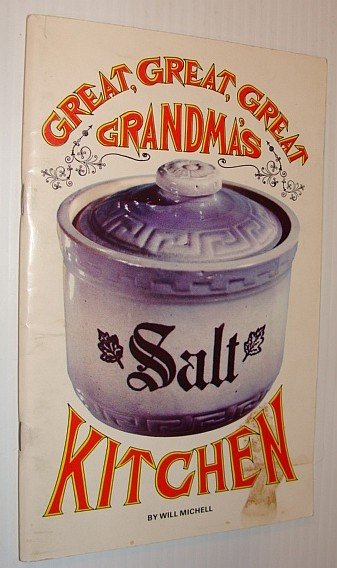 GREAT, GREAT, GREAT
GRANDMA'S
Salt
KITCHEN
BY WILL MICHELL